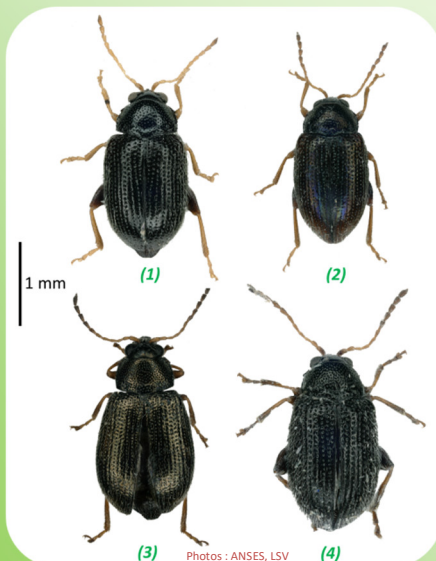 (1)
(2)
1 mm
(3)
Photos : ANSES, LSV
(4)